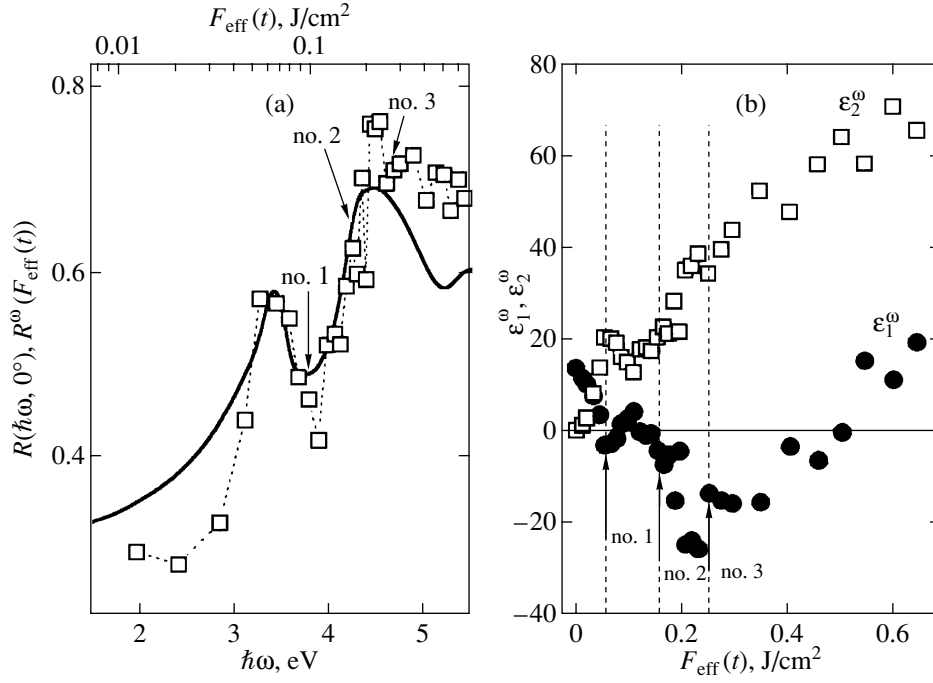 F_eff(t), J/cm²
0.01 0.1
0.8
0.6
0.4
R(ℏω, 0°), R^ω(F_eff(t))
(a)
no. 3
no. 2
no. 1
2 3 4 5
ℏω, eV
80
60
40
20
0
−20
−40
ε₁^ω, ε₂^ω
(b)
ε₂^ω
ε₁^ω
no. 1
no. 2
no. 3
0 0.2 0.4 0.6
F_eff(t), J/cm²